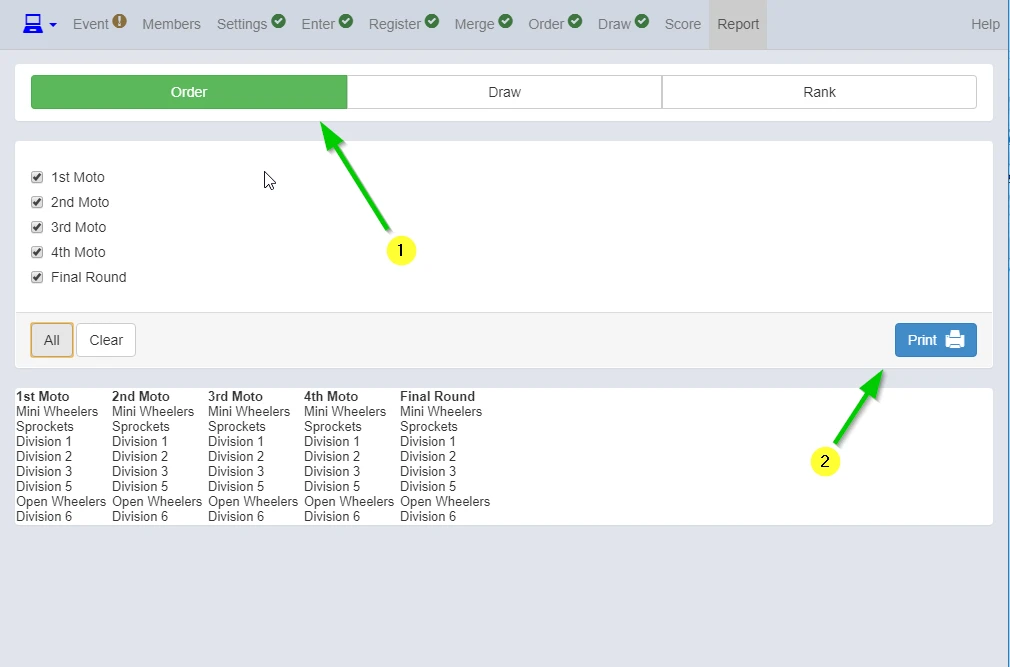 Event Members Settings Enter Register Merge Order Draw Score Report Help
Order Draw Rank
1st Moto
2nd Moto
3rd Moto
4th Moto
Final Round
1
All Clear Print
2
1st Moto 2nd Moto 3rd Moto 4th Moto Final Round
Mini Wheelers Mini Wheelers Mini Wheelers Mini Wheelers Mini Wheelers
Sprockets Sprockets Sprockets Sprockets Sprockets
Division 1 Division 1 Division 1 Division 1 Division 1
Division 2 Division 2 Division 2 Division 2 Division 2
Division 3 Division 3 Division 3 Division 3 Division 3
Division 5 Division 5 Division 5 Division 5 Division 5
Open Wheelers Open Wheelers Open Wheelers Open Wheelers Open Wheelers
Division 6 Division 6 Division 6 Division 6 Division 6